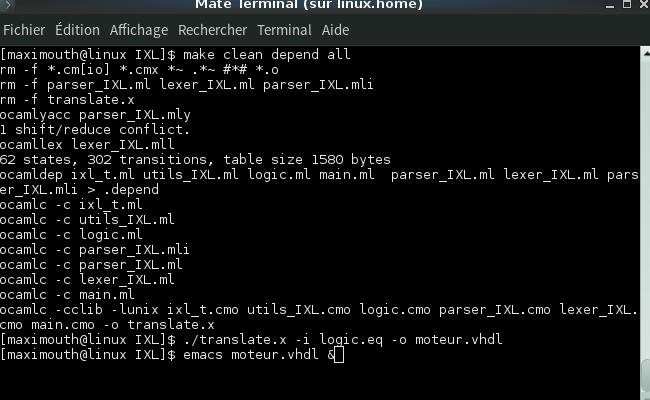 Mate Terminal (sur linux.home)
Fichier Édition Affichage Rechercher Terminal Aide
[maximouth@linux IXL]$ make clean depend all
rm -f *.cm[io] *.cmx *~ .*~ #*# *.o
rm -f parser_IXL.ml lexer_IXL.ml parser_IXL.mli
rm -f translate.x
ocamlyacc parser_IXL.mly
1 shift/reduce conflict.
ocamllex lexer_IXL.mll
62 states, 302 transitions, table size 1580 bytes
ocamldep ixl_t.ml utils_IXL.ml logic.ml main.ml  parser_IXL.ml lexer_IXL.ml pars
er_IXL.mli > .depend
ocamlc -c ixl_t.ml
ocamlc -c utils_IXL.ml
ocamlc -c logic.ml
ocamlc -c parser_IXL.mli
ocamlc -c parser_IXL.ml
ocamlc -c lexer_IXL.ml
ocamlc -c main.ml
ocamlc -cclib -lunix ixl_t.cmo utils_IXL.cmo logic.cmo parser_IXL.cmo lexer_IXL.
cmo main.cmo -o translate.x
[maximouth@linux IXL]$ ./translate.x -i logic.eq -o moteur.vhdl
[maximouth@linux IXL]$ emacs moteur.vhdl &